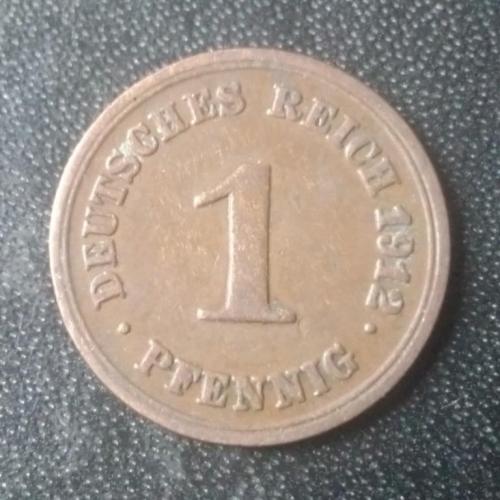 DEUTSCHES REICH 1912
1
· PFENNIG ·